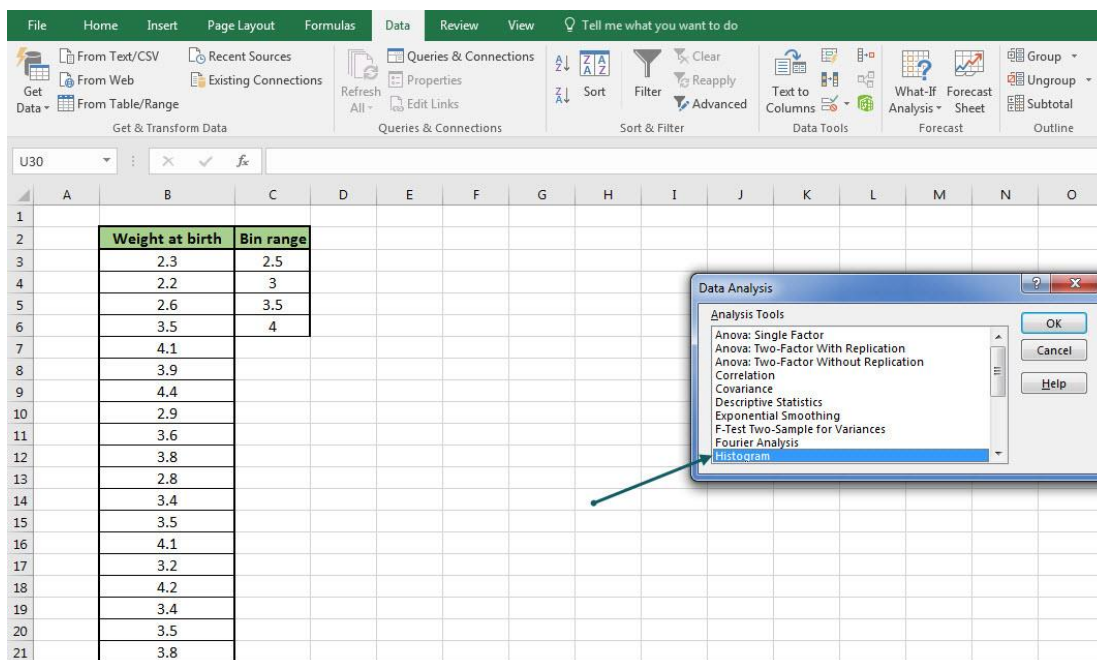 File Home Insert Page Layout Formulas Data Review View Tell me what you want to do
Get Data
From Text/CSV
From Web
From Table/Range
Recent Sources
Existing Connections
Get & Transform Data
Refresh All
Queries & Connections
Properties
Edit Links
Queries & Connections
Sort
Filter
Clear
Reapply
Advanced
Sort & Filter
Text to Columns
Data Tools
What-If Analysis
Forecast Sheet
Forecast
Group
Ungroup
Subtotal
Outline
U30 fx
A B C D E F G H I J K L M N O
1
2 Weight at birth Bin range
3 2.3 2.5
4 2.2 3
5 2.6 3.5
6 3.5 4
7 4.1
8 3.9
9 4.4
10 2.9
11 3.6
12 3.8
13 2.8
14 3.4
15 3.5
16 4.1
17 3.2
18 4.2
19 3.4
20 3.5
21 3.8
Data Analysis
Analysis Tools
Anova: Single Factor
Anova: Two-Factor With Replication
Anova: Two-Factor Without Replication
Correlation
Covariance
Descriptive Statistics
Exponential Smoothing
F-Test Two-Sample for Variances
Fourier Analysis
Histogram
OK
Cancel
Help